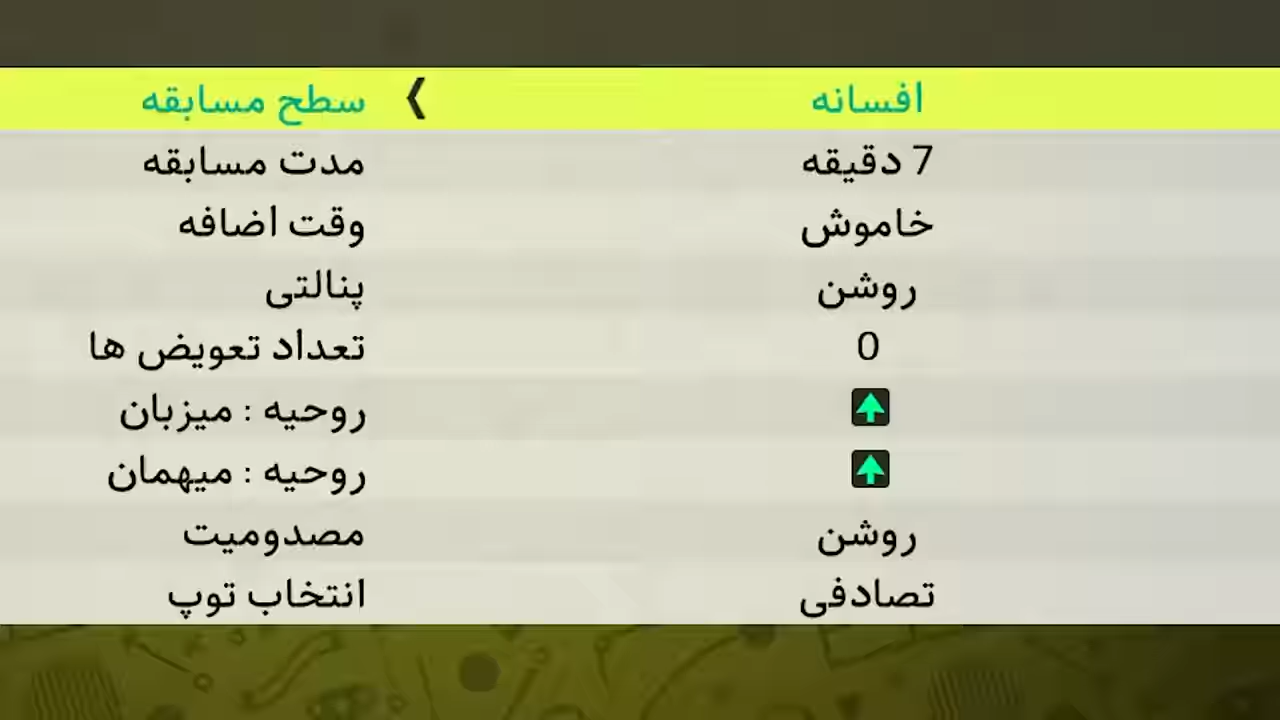 سطح مسابقه ❬ افسانه
مدت مسابقه 7 دقیقه
وقت اضافه خاموش
پنالتی روشن
تعداد تعویض ها 0
روحیه : میزبان
روحیه : میهمان
مصدومیت روشن
انتخاب توپ تصادفی